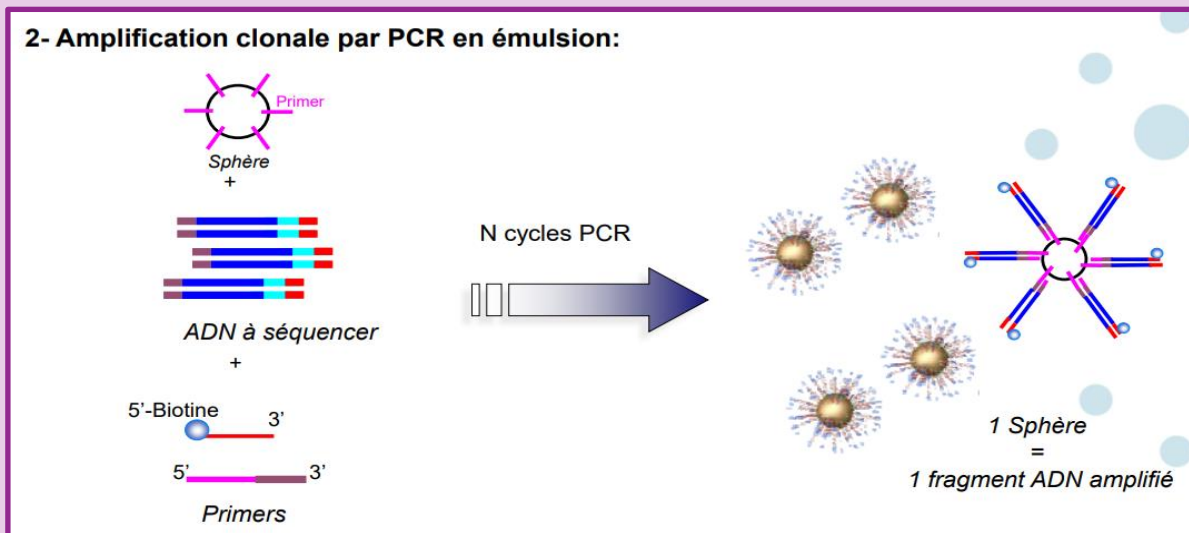 2- Amplification clonale par PCR en émulsion:
Primer
Sphère
+
ADN à séquencer
+
5’-Biotine
3’
5’
3’
Primers
N cycles PCR
1 Sphère
=
1 fragment ADN amplifié